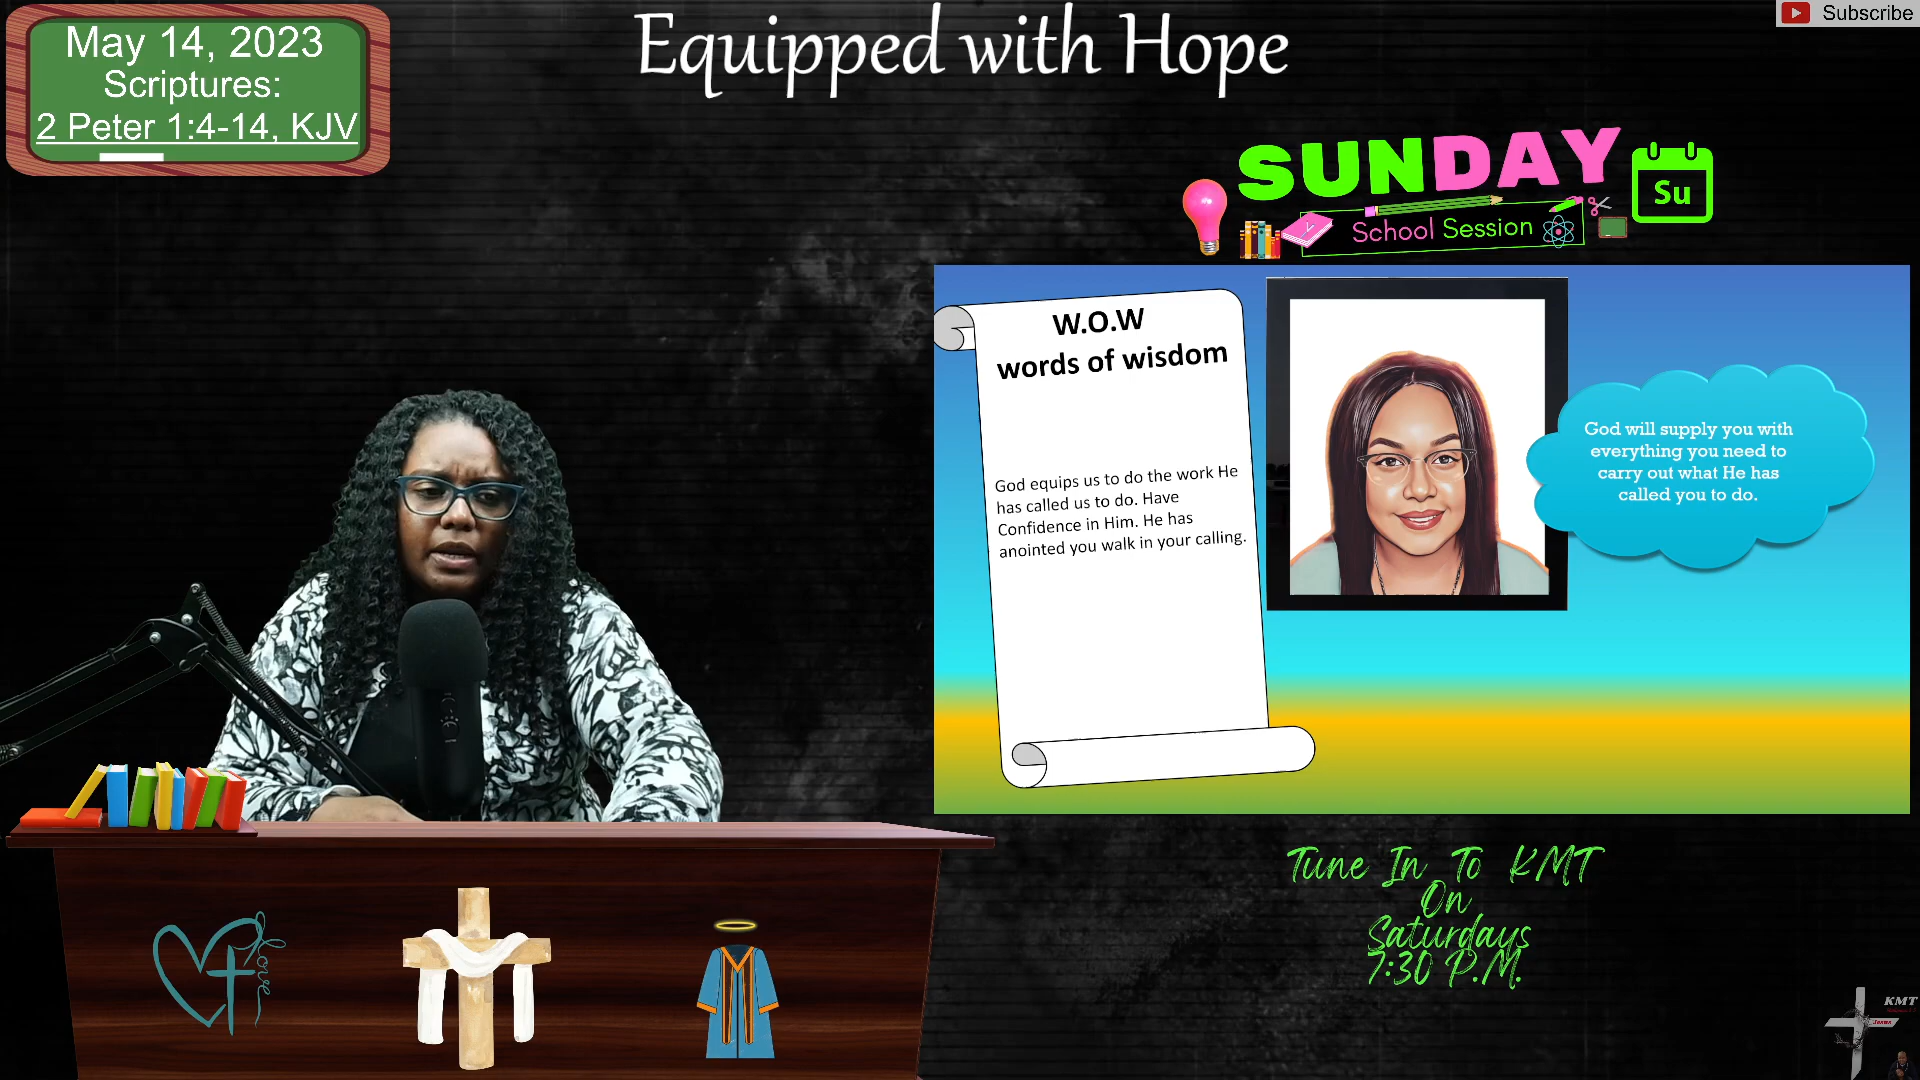 May 14, 2023
Scriptures:
2 Peter 1:4-14, KJV
Equipped with Hope
Subscribe
SUNDAY
Su
School Session
W.O.W
words of wisdom
God equips us to do the work He
has called us to do. Have
Confidence in Him. He has
anointed you walk in your calling.
God will supply you with
everything you need to
carry out what He has
called you to do.
Tune In To KMT
On
Saturdays
7:30 P.M.
Love
KMT
Jesus